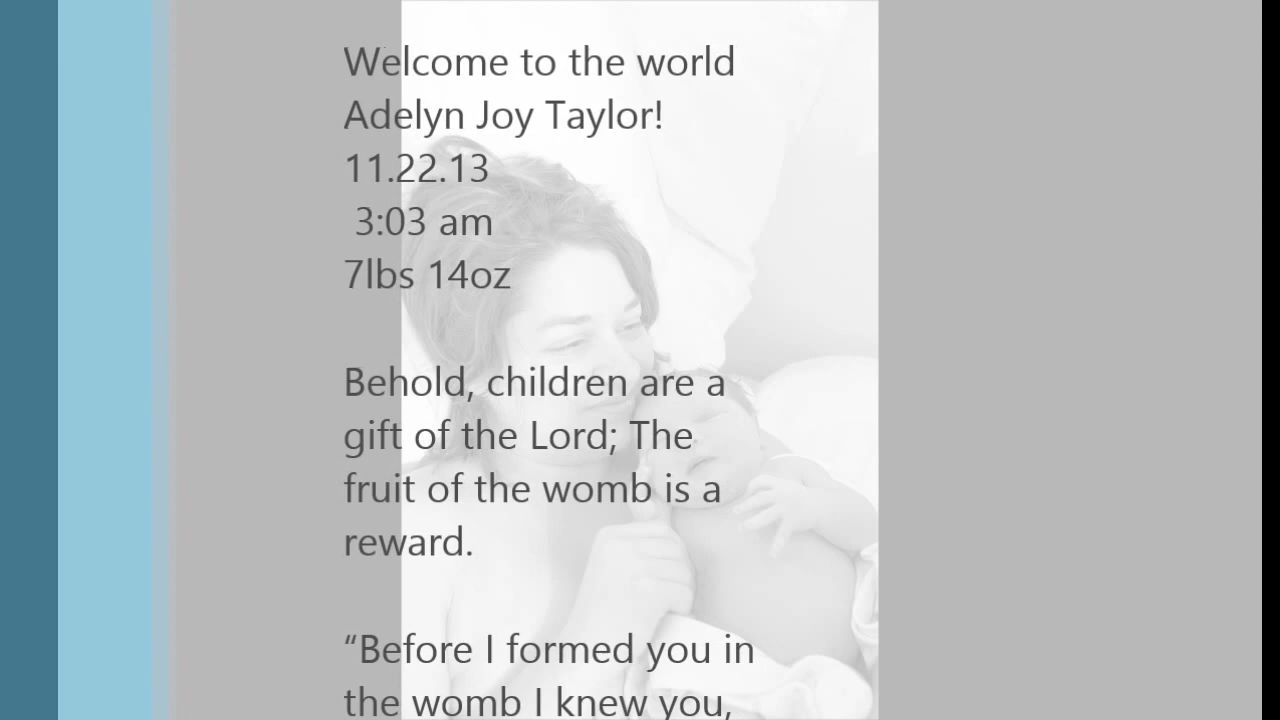 Welcome to the world
Adelyn Joy Taylor!
11.22.13
3:03 am
7lbs 14oz
Behold, children are a
gift of the Lord; The
fruit of the womb is a
reward.
“Before I formed you in
the womb I knew you,